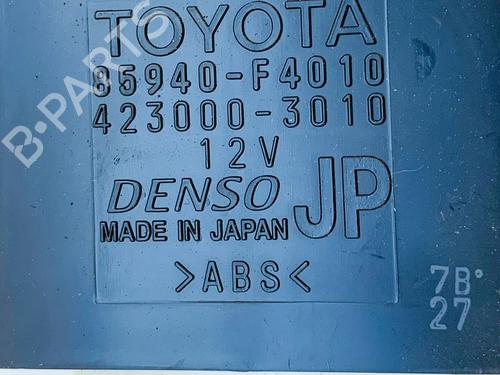 TOYOTA
85940-F4010
423000-3010
12V
DENSO JP
MADE IN JAPAN
>ABS<
7B°
27
B-PARTS